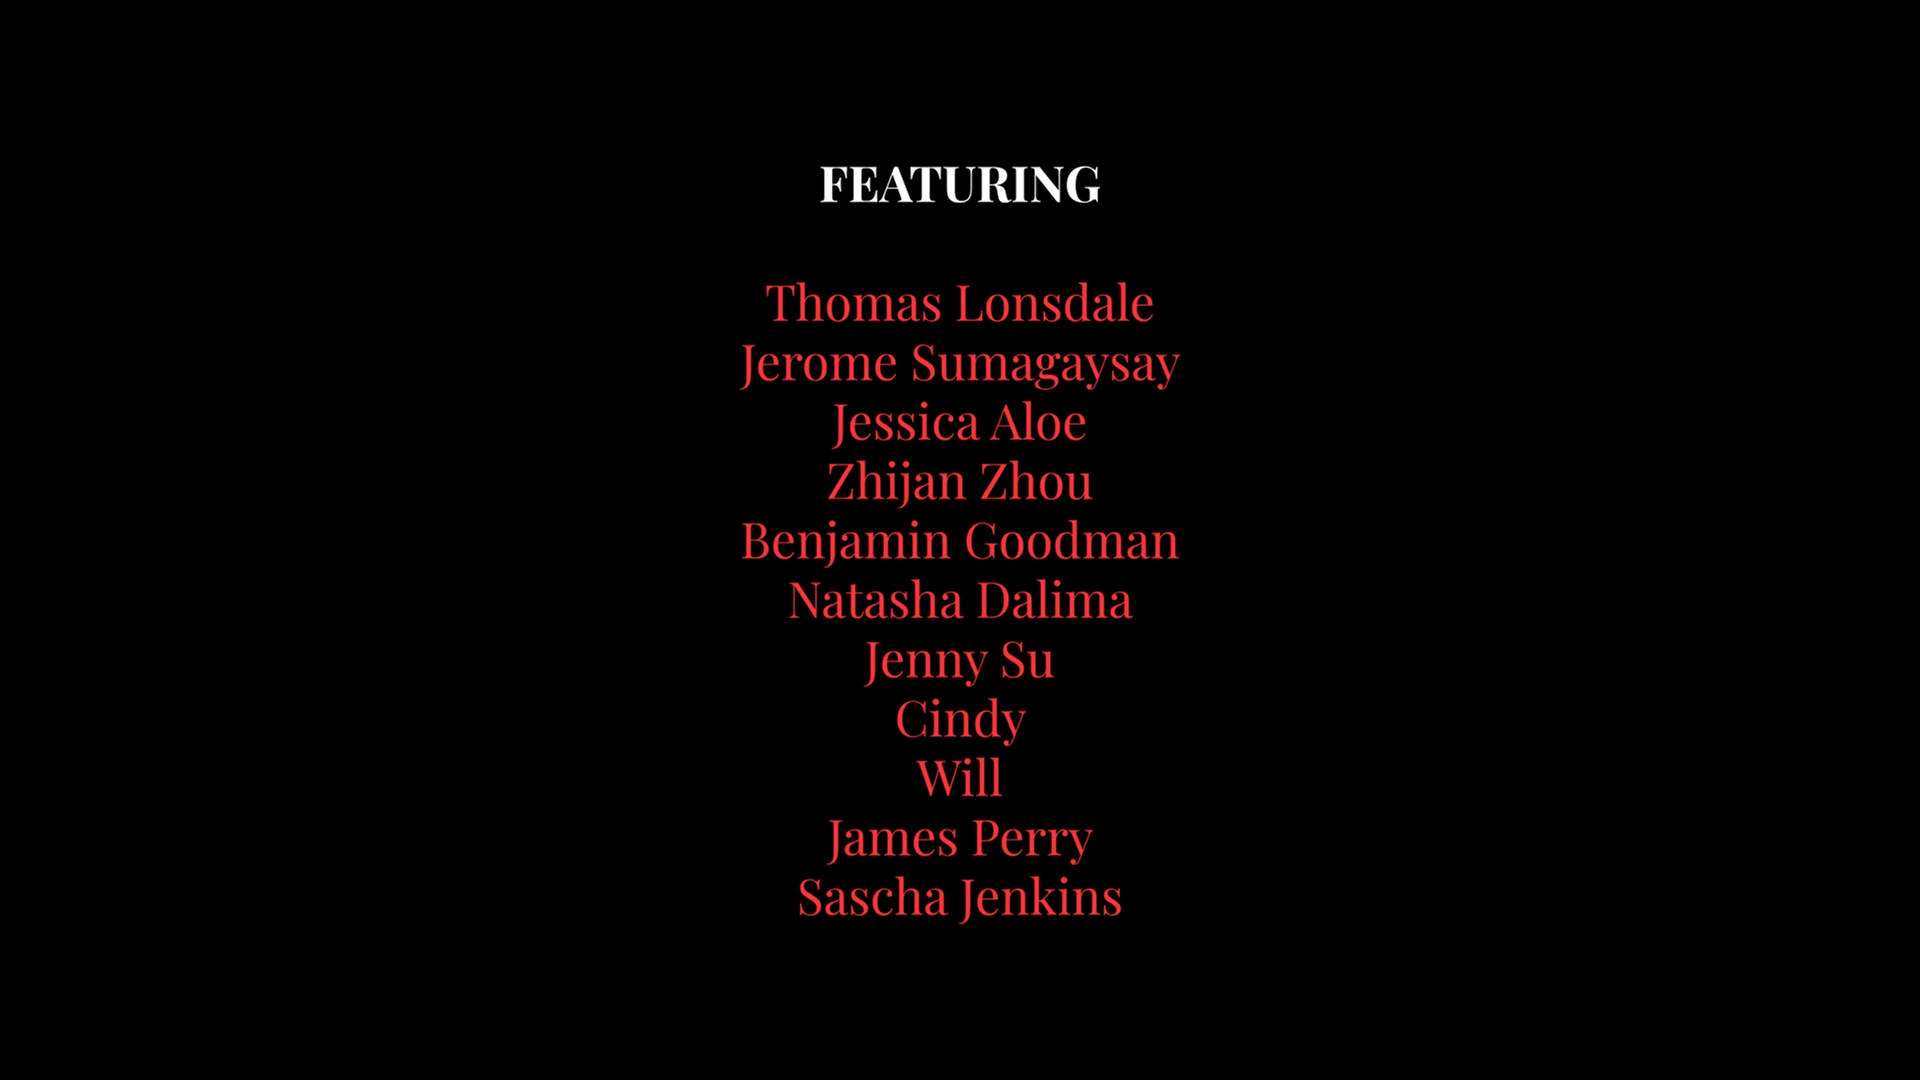 FEATURING
Thomas Lonsdale
Jerome Sumagaysay
Jessica Aloe
Zhijan Zhou
Benjamin Goodman
Natasha Dalima
Jenny Su
Cindy
Will
James Perry
Sascha Jenkins